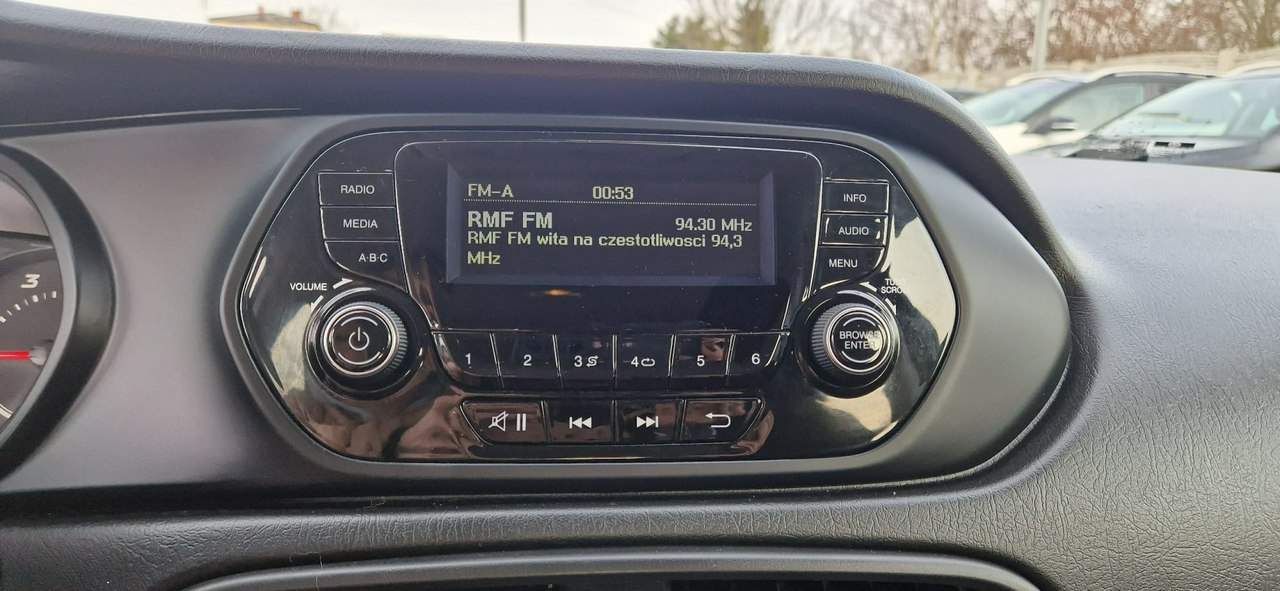 FM-A 00:53
RMF FM 94.30 MHz
RMF FM wita na czestotliwosci 94,3
MHz
RADIO
MEDIA
A·B·C
VOLUME
INFO
AUDIO
MENU
BROWSE
ENTER
1 2 3 4 5 6
3